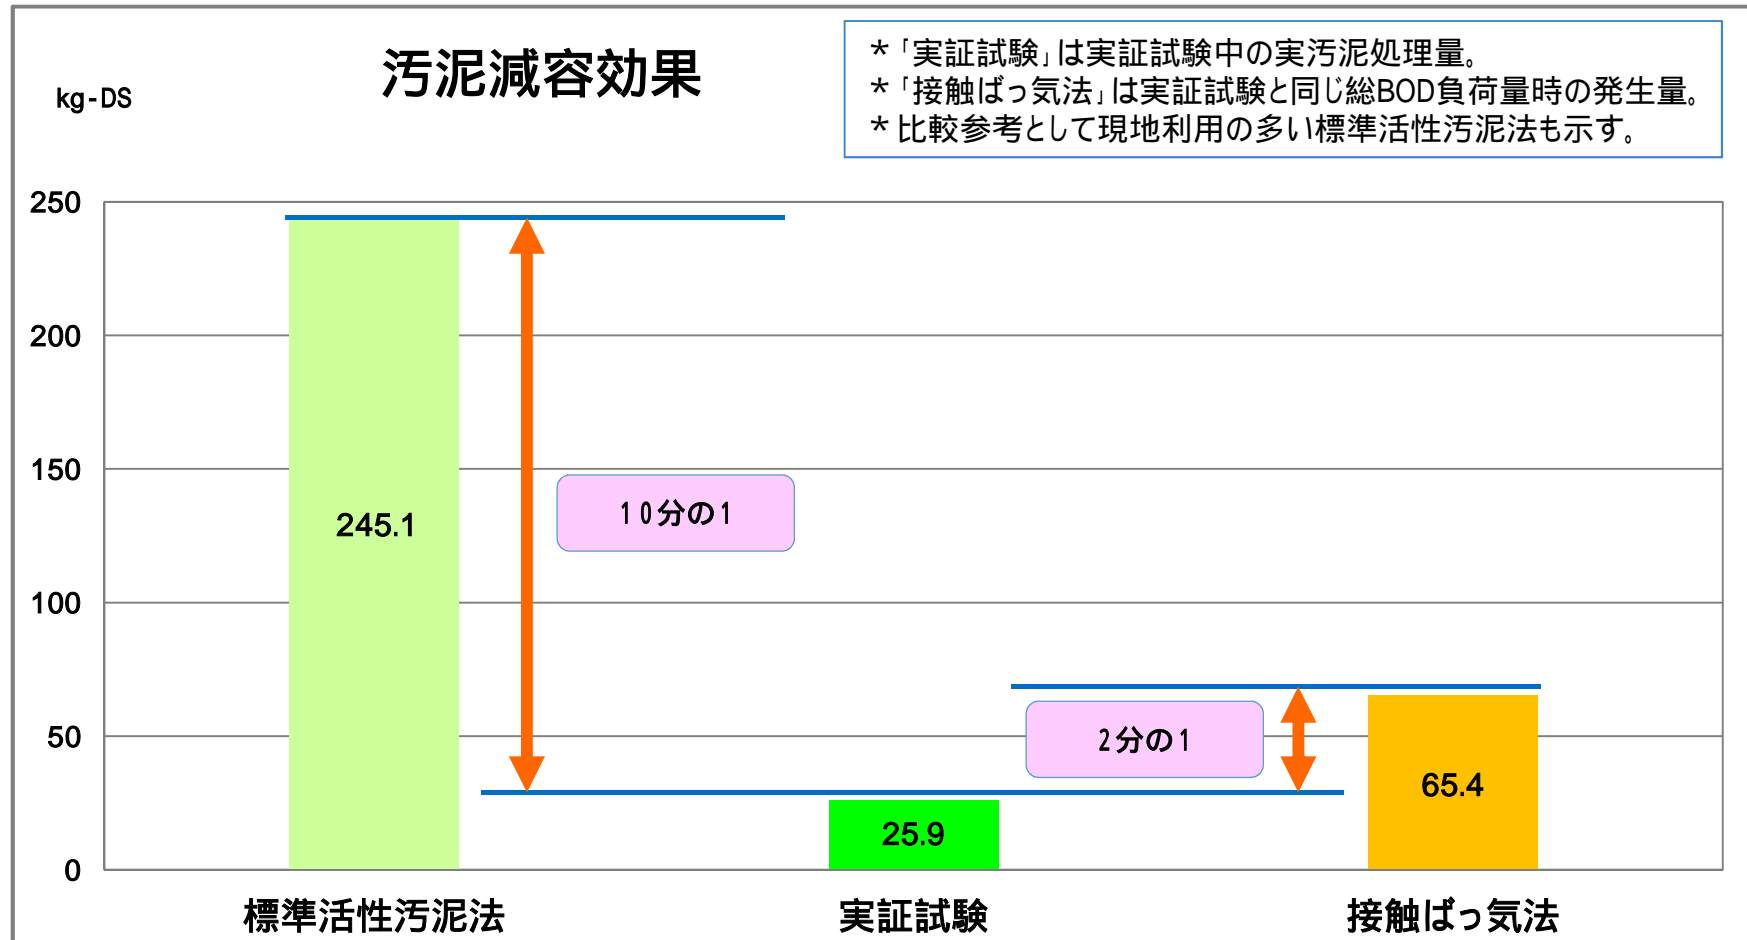 汚泥減容効果
kg-DS
*「実証試験」は実証試験中の実汚泥処理量。
*「接触ばっ気法」は実証試験と同じ総BOD負荷量時の発生量。
*比較参考として現地利用の多い標準活性汚泥法も示す。
250
200
150
100
50
0
245.1
10分の1
25.9
2分の1
65.4
標準活性汚泥法
実証試験
接触ばっ気法